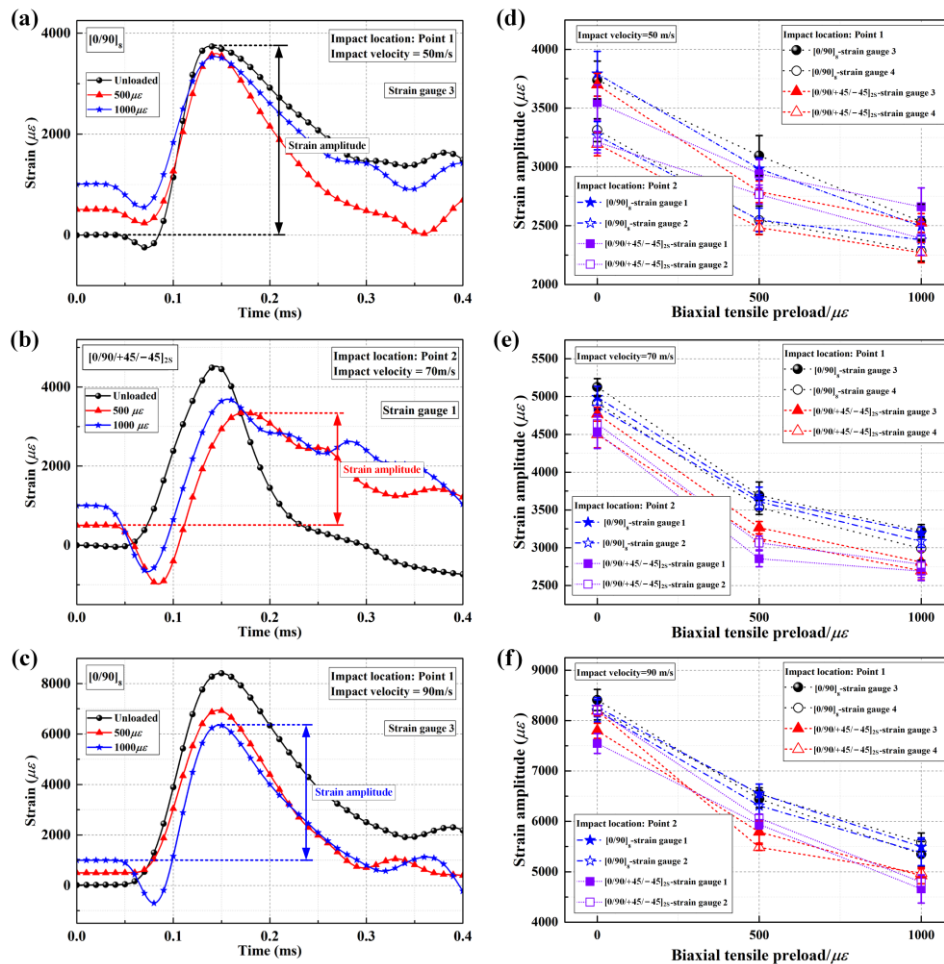 (a)
[0/90]s
Impact location: Point 1
Impact velocity = 50m/s
Strain gauge 3
Unloaded
500με
1000με
Strain amplitude
Strain (με)
4000
2000
0
0.0 0.1 0.2 0.3 0.4
Time (ms)
(b)
[0/90/+45/−45]2S
Impact location: Point 2
Impact velocity = 70m/s
Strain gauge 1
Unloaded
500 με
1000 με
Strain amplitude
Strain (με)
4000
2000
0
0.0 0.1 0.2 0.3 0.4
Time (ms)
(c)
[0/90]s
Impact location: Point 1
Impact velocity = 90m/s
Strain gauge 3
Unloaded
500με
1000με
Strain amplitude
Strain (με)
8000
6000
4000
2000
0
0.0 0.1 0.2 0.3 0.4
Time (ms)
(d)
Impact velocity=50 m/s
Impact location: Point 1
[0/90]s-strain gauge 3
[0/90]s-strain gauge 4
[0/90/+45/−45]2S-strain gauge 3
[0/90/+45/−45]2S-strain gauge 4
Impact location: Point 2
[0/90]s-strain gauge 1
[0/90]s-strain gauge 2
[0/90/+45/−45]2S-strain gauge 1
[0/90/+45/−45]2S-strain gauge 2
Strain amplitude (με)
4000
3750
3500
3250
3000
2750
2500
2250
2000
0 500 1000
Biaxial tensile preload/με
(e)
Impact velocity=70 m/s
Impact location: Point 1
[0/90]s-strain gauge 3
[0/90]s-strain gauge 4
[0/90/+45/−45]2S-strain gauge 3
[0/90/+45/−45]2S-strain gauge 4
Impact location: Point 2
[0/90]s-strain gauge 1
[0/90]s-strain gauge 2
[0/90/+45/−45]2S-strain gauge 1
[0/90/+45/−45]2S-strain gauge 2
Strain amplitude (με)
5500
5000
4500
4000
3500
3000
2500
0 500 1000
Biaxial tensile preload/με
(f)
Impact velocity=90 m/s
Impact location: Point 1
[0/90]s-strain gauge 3
[0/90]s-strain gauge 4
[0/90/+45/−45]2S-strain gauge 3
[0/90/+45/−45]2S-strain gauge 4
Impact location: Point 2
[0/90]s-strain gauge 1
[0/90]s-strain gauge 2
[0/90/+45/−45]2S-strain gauge 1
[0/90/+45/−45]2S-strain gauge 2
Strain amplitude (με)
9000
8000
7000
6000
5000
4000
0 500 1000
Biaxial tensile preload/με